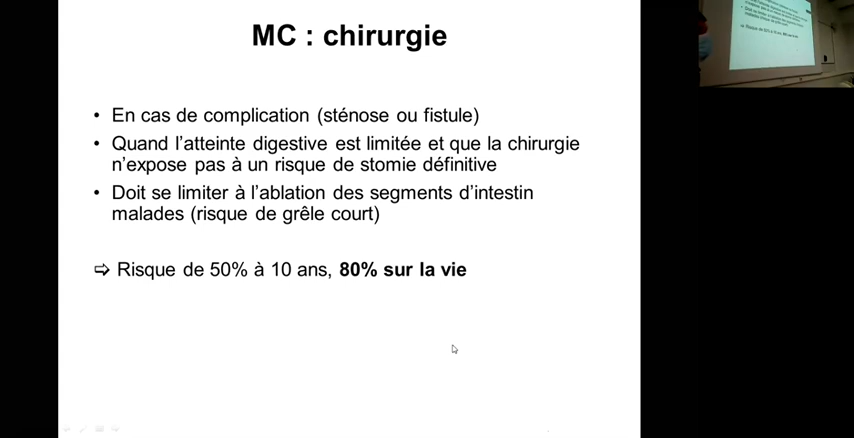 MC : chirurgie
• En cas de complication (sténose ou fistule)
• Quand l'atteinte digestive est limitée et que la chirurgie
n'expose pas à un risque de stomie définitive
• Doit se limiter à l'ablation des segments d'intestin
malades (risque de grêle court)
⇨ Risque de 50% à 10 ans, 80% sur la vie